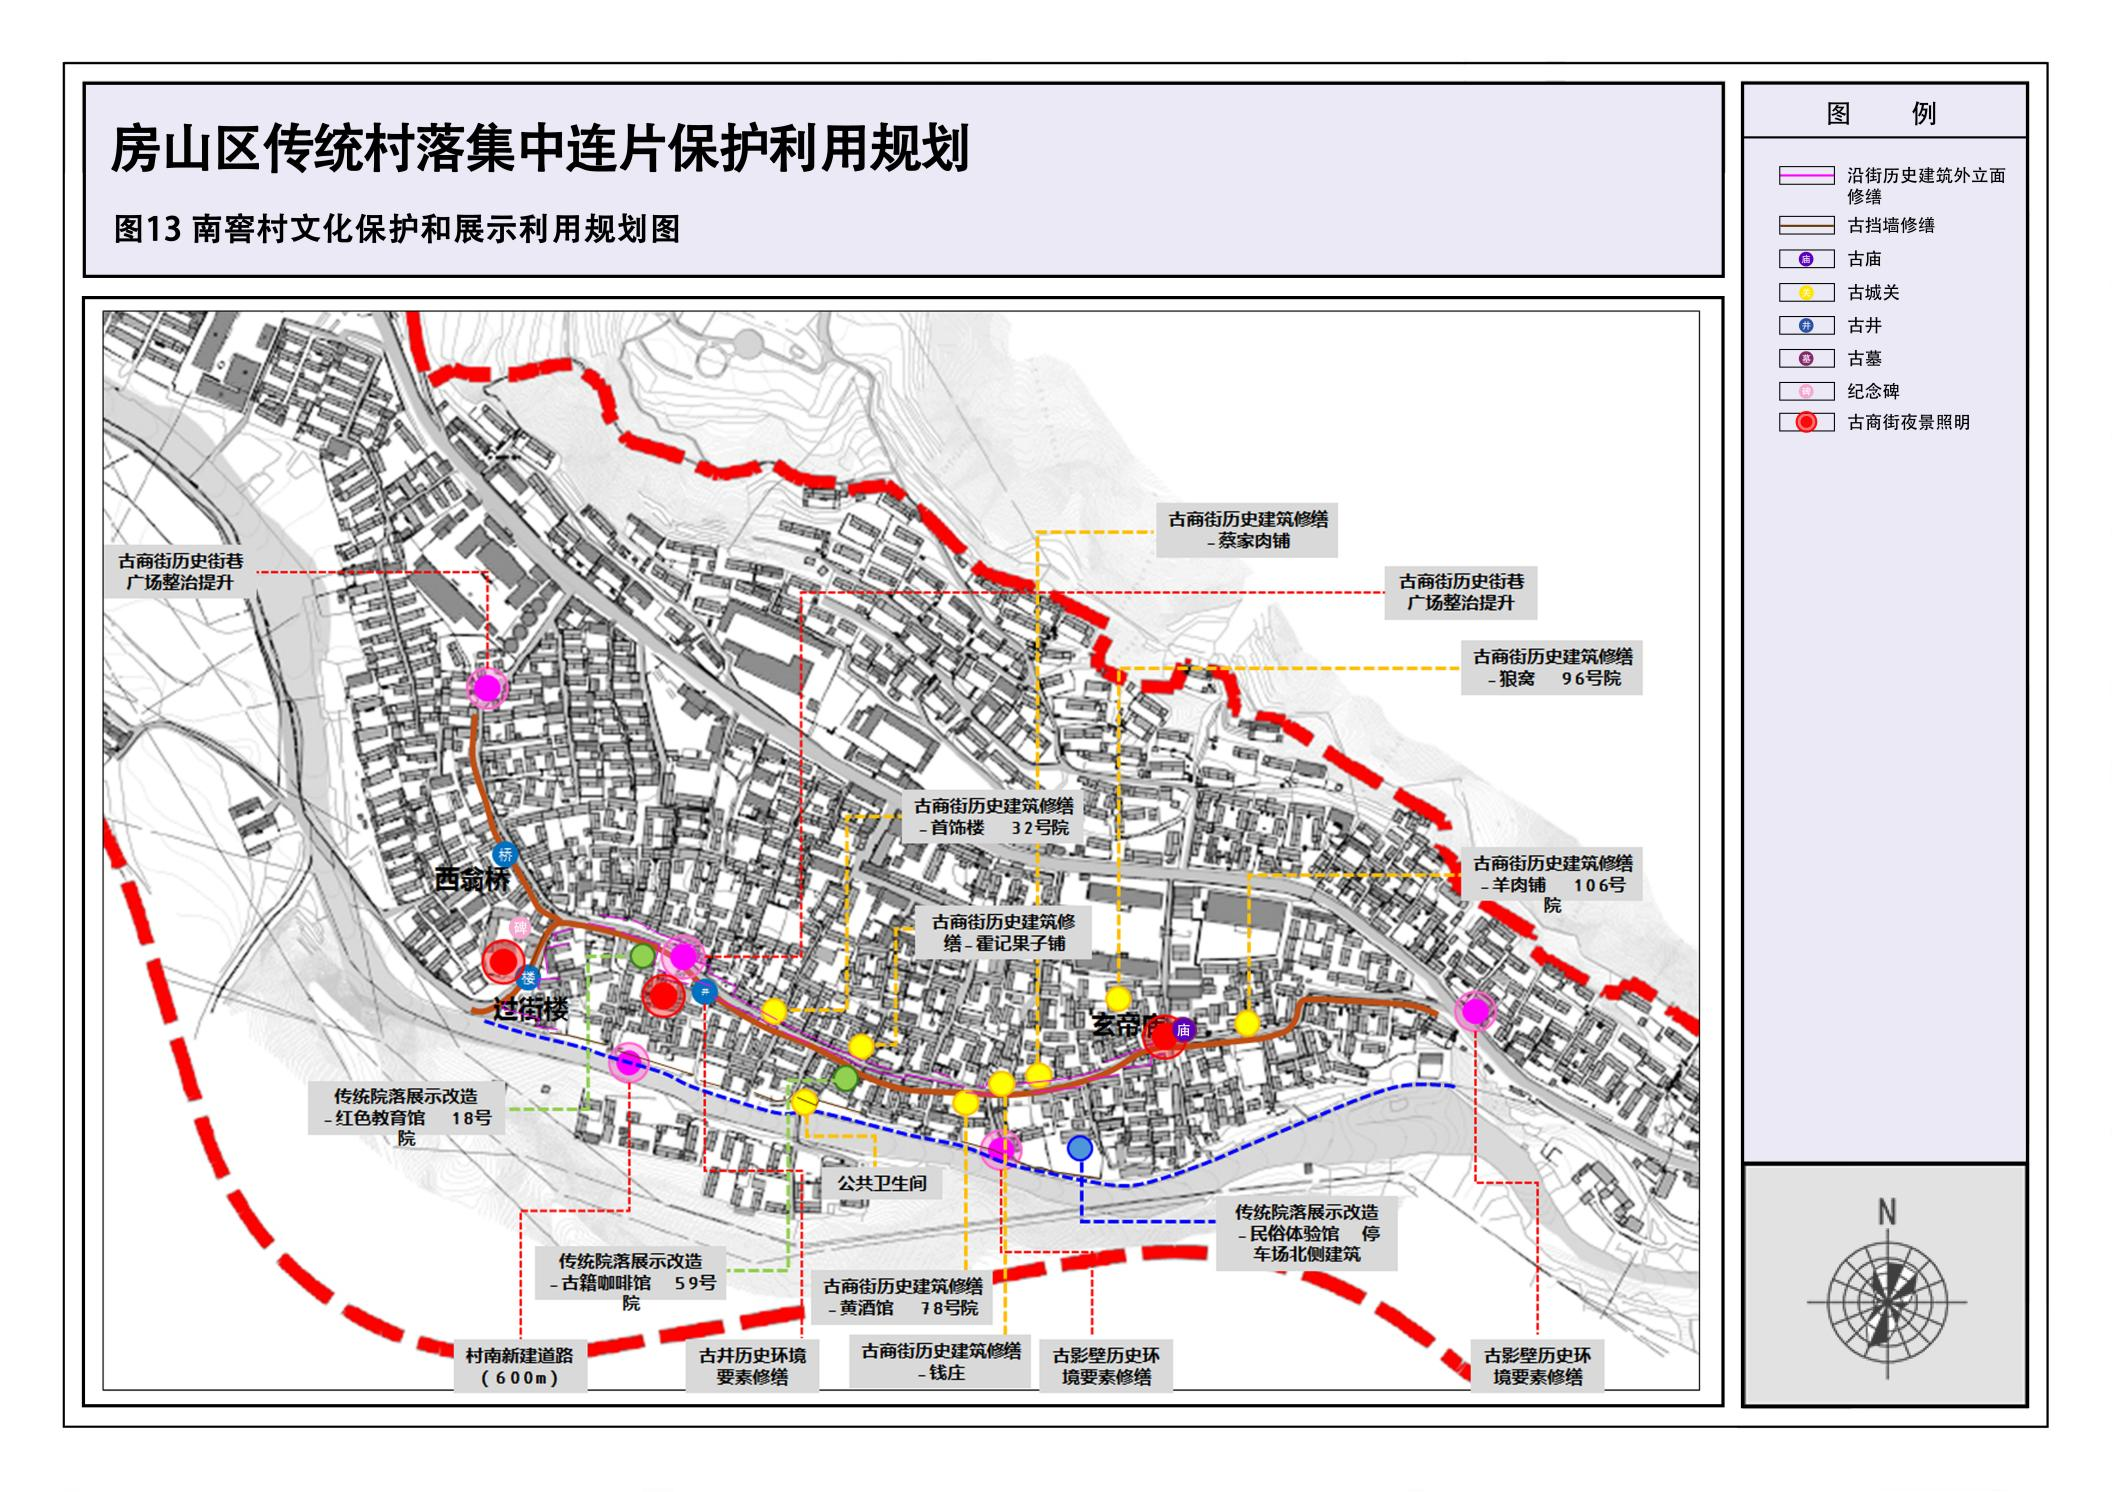 房山区传统村落集中连片保护利用规划
图13 南窖村文化保护和展示利用规划图
图 例
沿街历史建筑外立面
修缮
古挡墙修缮
庙 古庙
关 古城关
井 古井
墓 古墓
碑 纪念碑
古商街夜景照明
N
古商街历史建筑修缮
-蔡家肉铺
古商街历史街巷
广场整治提升
古商街历史街巷
广场整治提升
古商街历史建筑修缮
-狼窝 96号院
古商街历史建筑修缮
-首饰楼 32号院
古商街历史建筑修缮
-羊肉铺 106号
院
桥
西翁桥
古商街历史建筑修
缮-霍记果子铺
碑
楼
过街楼
井
玄帝庙
庙
传统院落展示改造
-红色教育馆 18号
院
公共卫生间
传统院落展示改造
-民俗体验馆 停
车场北侧建筑
传统院落展示改造
-古籍咖啡馆 59号
院
古商街历史建筑修缮
-黄酒馆 78号院
村南新建道路
(600m)
古井历史环境
要素修缮
古商街历史建筑修缮
-钱庄
古影壁历史环
境要素修缮
古影壁历史环
境要素修缮